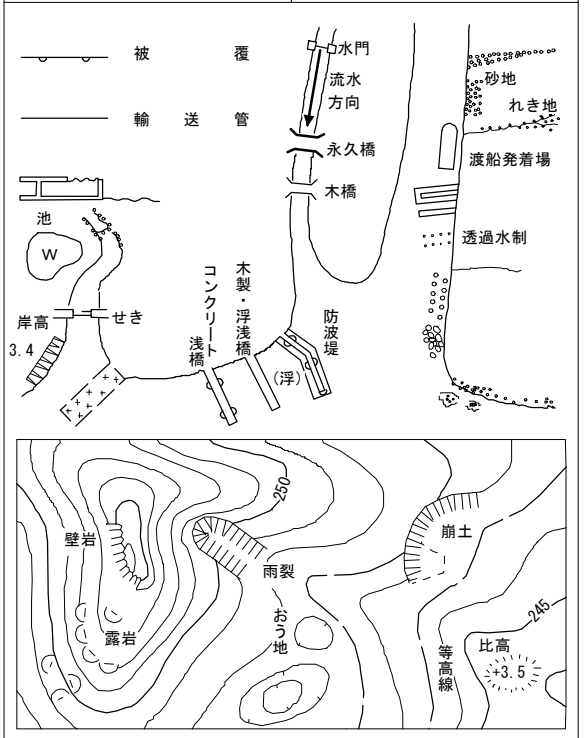 被覆
輸送管
水門
流水
方向
永久橋
木橋
砂地
れき地
渡船発着場
透過水制
池
W
せき
岸高
3.4
コンクリート
浅橋
木製・浮浅橋
(浮)
防波堤
250
壁岩
露岩
雨裂
おう地
崩土
等高線
245
比高
+3.5